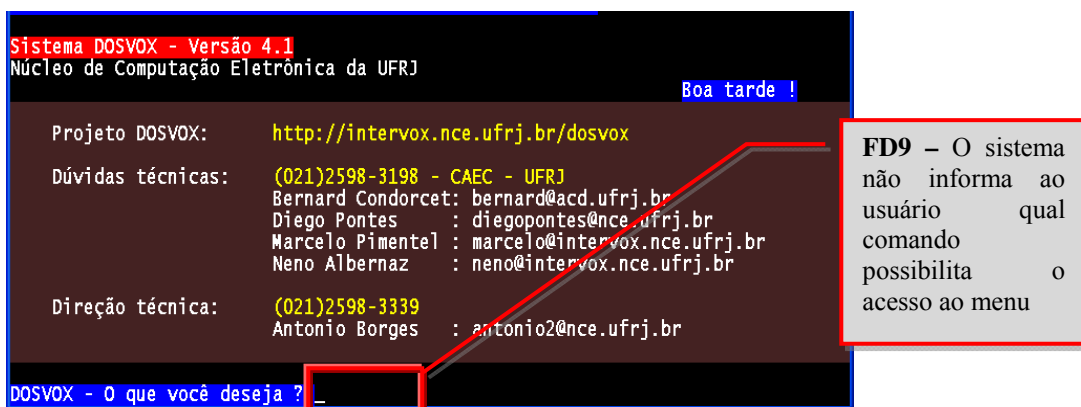 Sistema DOSVOX - Versão 4.1
Núcleo de Computação Eletrônica da UFRJ
Boa tarde !
Projeto DOSVOX: http://intervox.nce.ufrj.br/dosvox
Dúvidas técnicas: (021)2598-3198 - CAEC - UFRJ
Bernard Condorcet: bernard@acd.ufrj.br
Diego Pontes : diegopontes@nce.ufrj.br
Marcelo Pimentel : marcelo@intervox.nce.ufrj.br
Neno Albernaz : neno@intervox.nce.ufrj.br
Direção técnica: (021)2598-3339
Antonio Borges : antonio2@nce.ufrj.br
DOSVOX - O que você deseja ? _
FD9 – O sistema
não informa ao
usuário qual
comando
possibilita o
acesso ao menu